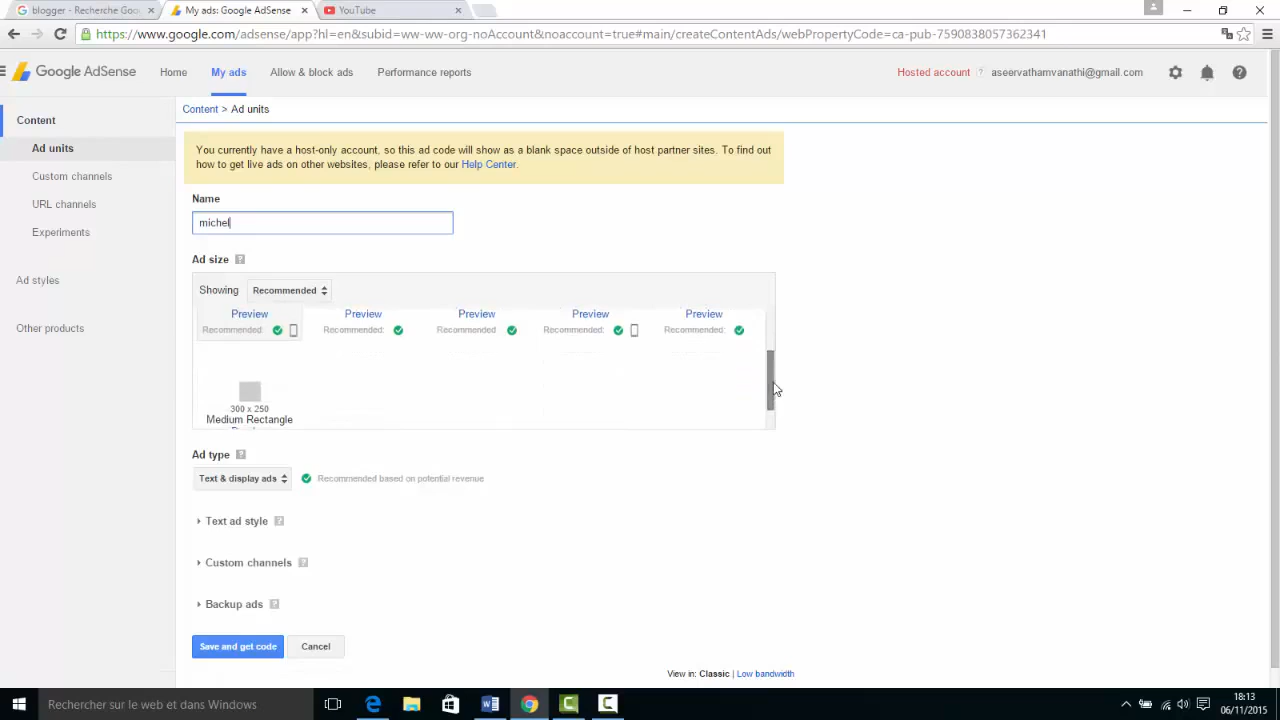 blogger - Recherche Goo
My ads: Google AdSense
YouTube
https://www.google.com/adsense/app?hl=en&subid=ww-ww-org-noAccount&noaccount=true#main/createContentAds/webPropertyCode=ca-pub-7590838057362341
Google AdSense
Home
My ads
Allow & block ads
Performance reports
Hosted account
?
aseervathamvanathi@gmail.com
Content
Ad units
Custom channels
URL channels
Experiments
Ad styles
Other products
Content > Ad units
You currently have a host-only account, so this ad code will show as a blank space outside of host partner sites. To find out
how to get live ads on other websites, please refer to our Help Center.
Name
michel
Ad size ?
Showing Recommended
Preview Preview Preview Preview Preview
Recommended: Recommended: Recommended Recommended: Recommended:
300 x 250
Medium Rectangle
Ad type ?
Text & display ads
Recommended based on potential revenue
Text ad style ?
Custom channels ?
Backup ads ?
Save and get code
Cancel
View in: Classic | Low bandwidth
Rechercher sur le web et dans Windows
18:13
06/11/2015